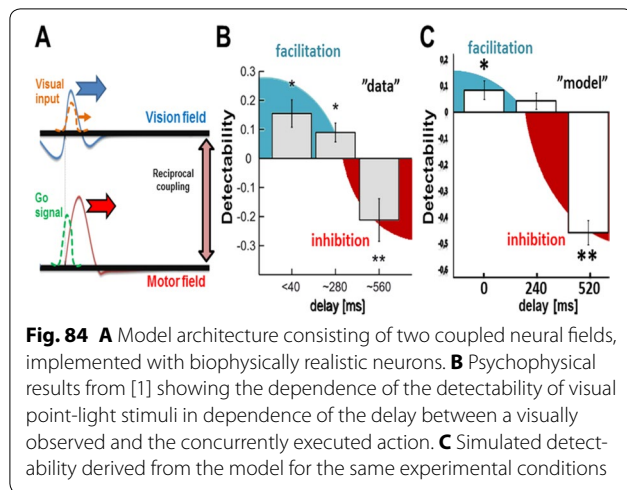 A
Visual
input
Vision field
Reciprocal
coupling
Go
signal
Motor field
B
facilitation
"data"
Detectability
0.3
0.2
0.1
0
-0.1
-0.2
-0.3
*
*
**
inhibition
<40
~280
~560
delay [ms]
C
facilitation
"model"
Detectability
0,2
0,1
0
-0,1
-0,2
-0,3
-0,4
-0,5
-0,6
*
**
inhibition
0
240
520
delay [ms]
Fig. 84 A Model architecture consisting of two coupled neural fields,
implemented with biophysically realistic neurons. B Psychophysical
results from [1] showing the dependence of the detectability of visual
point-light stimuli in dependence of the delay between a visually
observed and the concurrently executed action. C Simulated detect-
ability derived from the model for the same experimental conditions